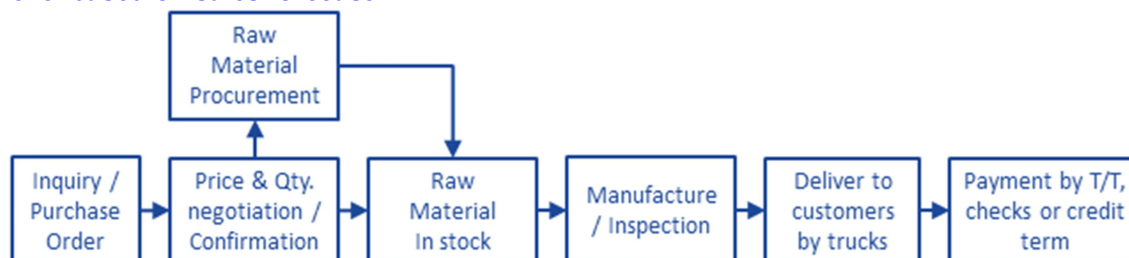 Raw
Material
Procurement
Inquiry /
Purchase
Order
Price & Qty.
negotiation /
Confirmation
Raw
Material
In stock
Manufacture
/ Inspection
Deliver to
customers
by trucks
Payment by T/T,
checks or credit
term